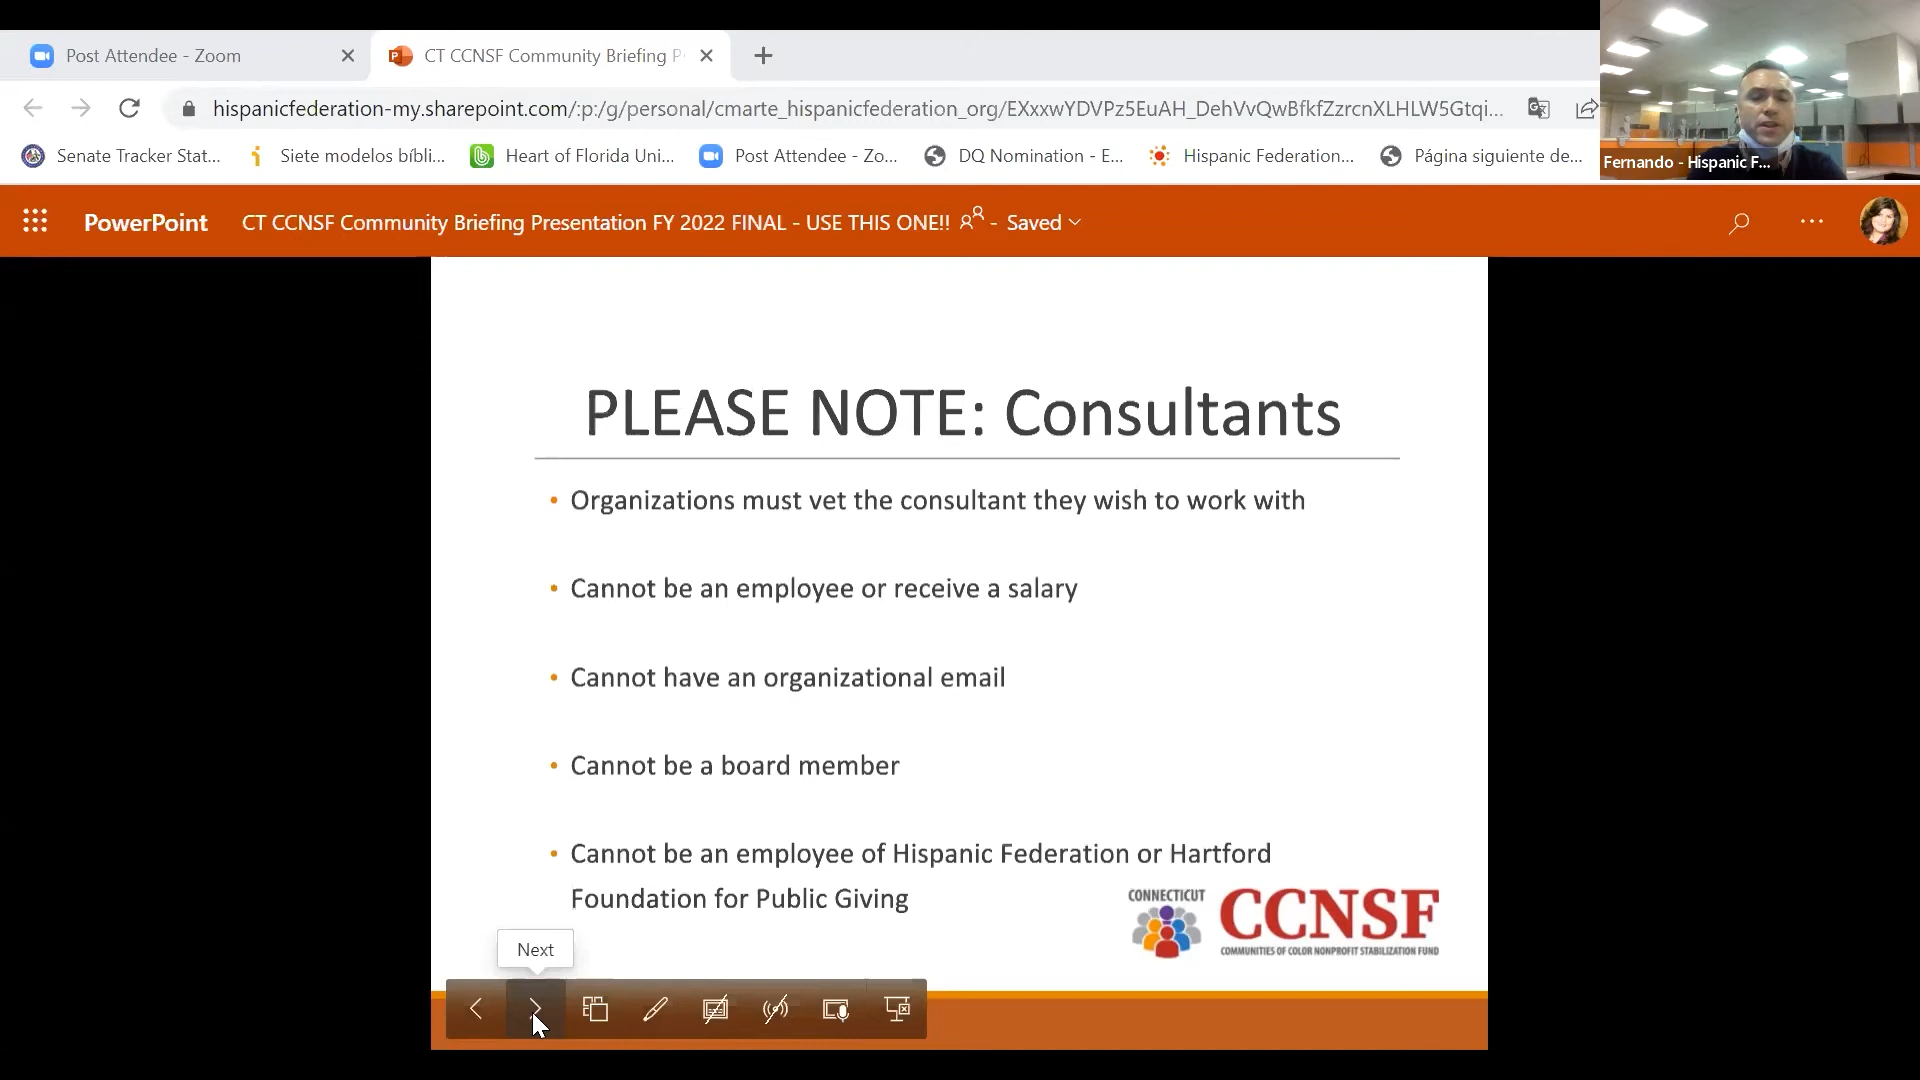 Post Attendee - Zoom
CT CCNSF Community Briefing P
hispanicfederation-my.sharepoint.com/:p:/g/personal/cmarte_hispanicfederation_org/EXxxwYDVPz5EuAH_DehVvQwBfkfZzrcnXLHLW5Gtqi...
Senate Tracker Stat...
Siete modelos bíbli...
Heart of Florida Uni...
Post Attendee - Zo...
DQ Nomination - E...
Hispanic Federation...
Página siguiente de...
Fernando - Hispanic F...
PowerPoint
CT CCNSF Community Briefing Presentation FY 2022 FINAL - USE THIS ONE!! - Saved
PLEASE NOTE: Consultants
• Organizations must vet the consultant they wish to work with
• Cannot be an employee or receive a salary
• Cannot have an organizational email
• Cannot be a board member
• Cannot be an employee of Hispanic Federation or Hartford
Foundation for Public Giving
CONNECTICUT
CCNSF
COMMUNITIES OF COLOR NONPROFIT STABILIZATION FUND
Next